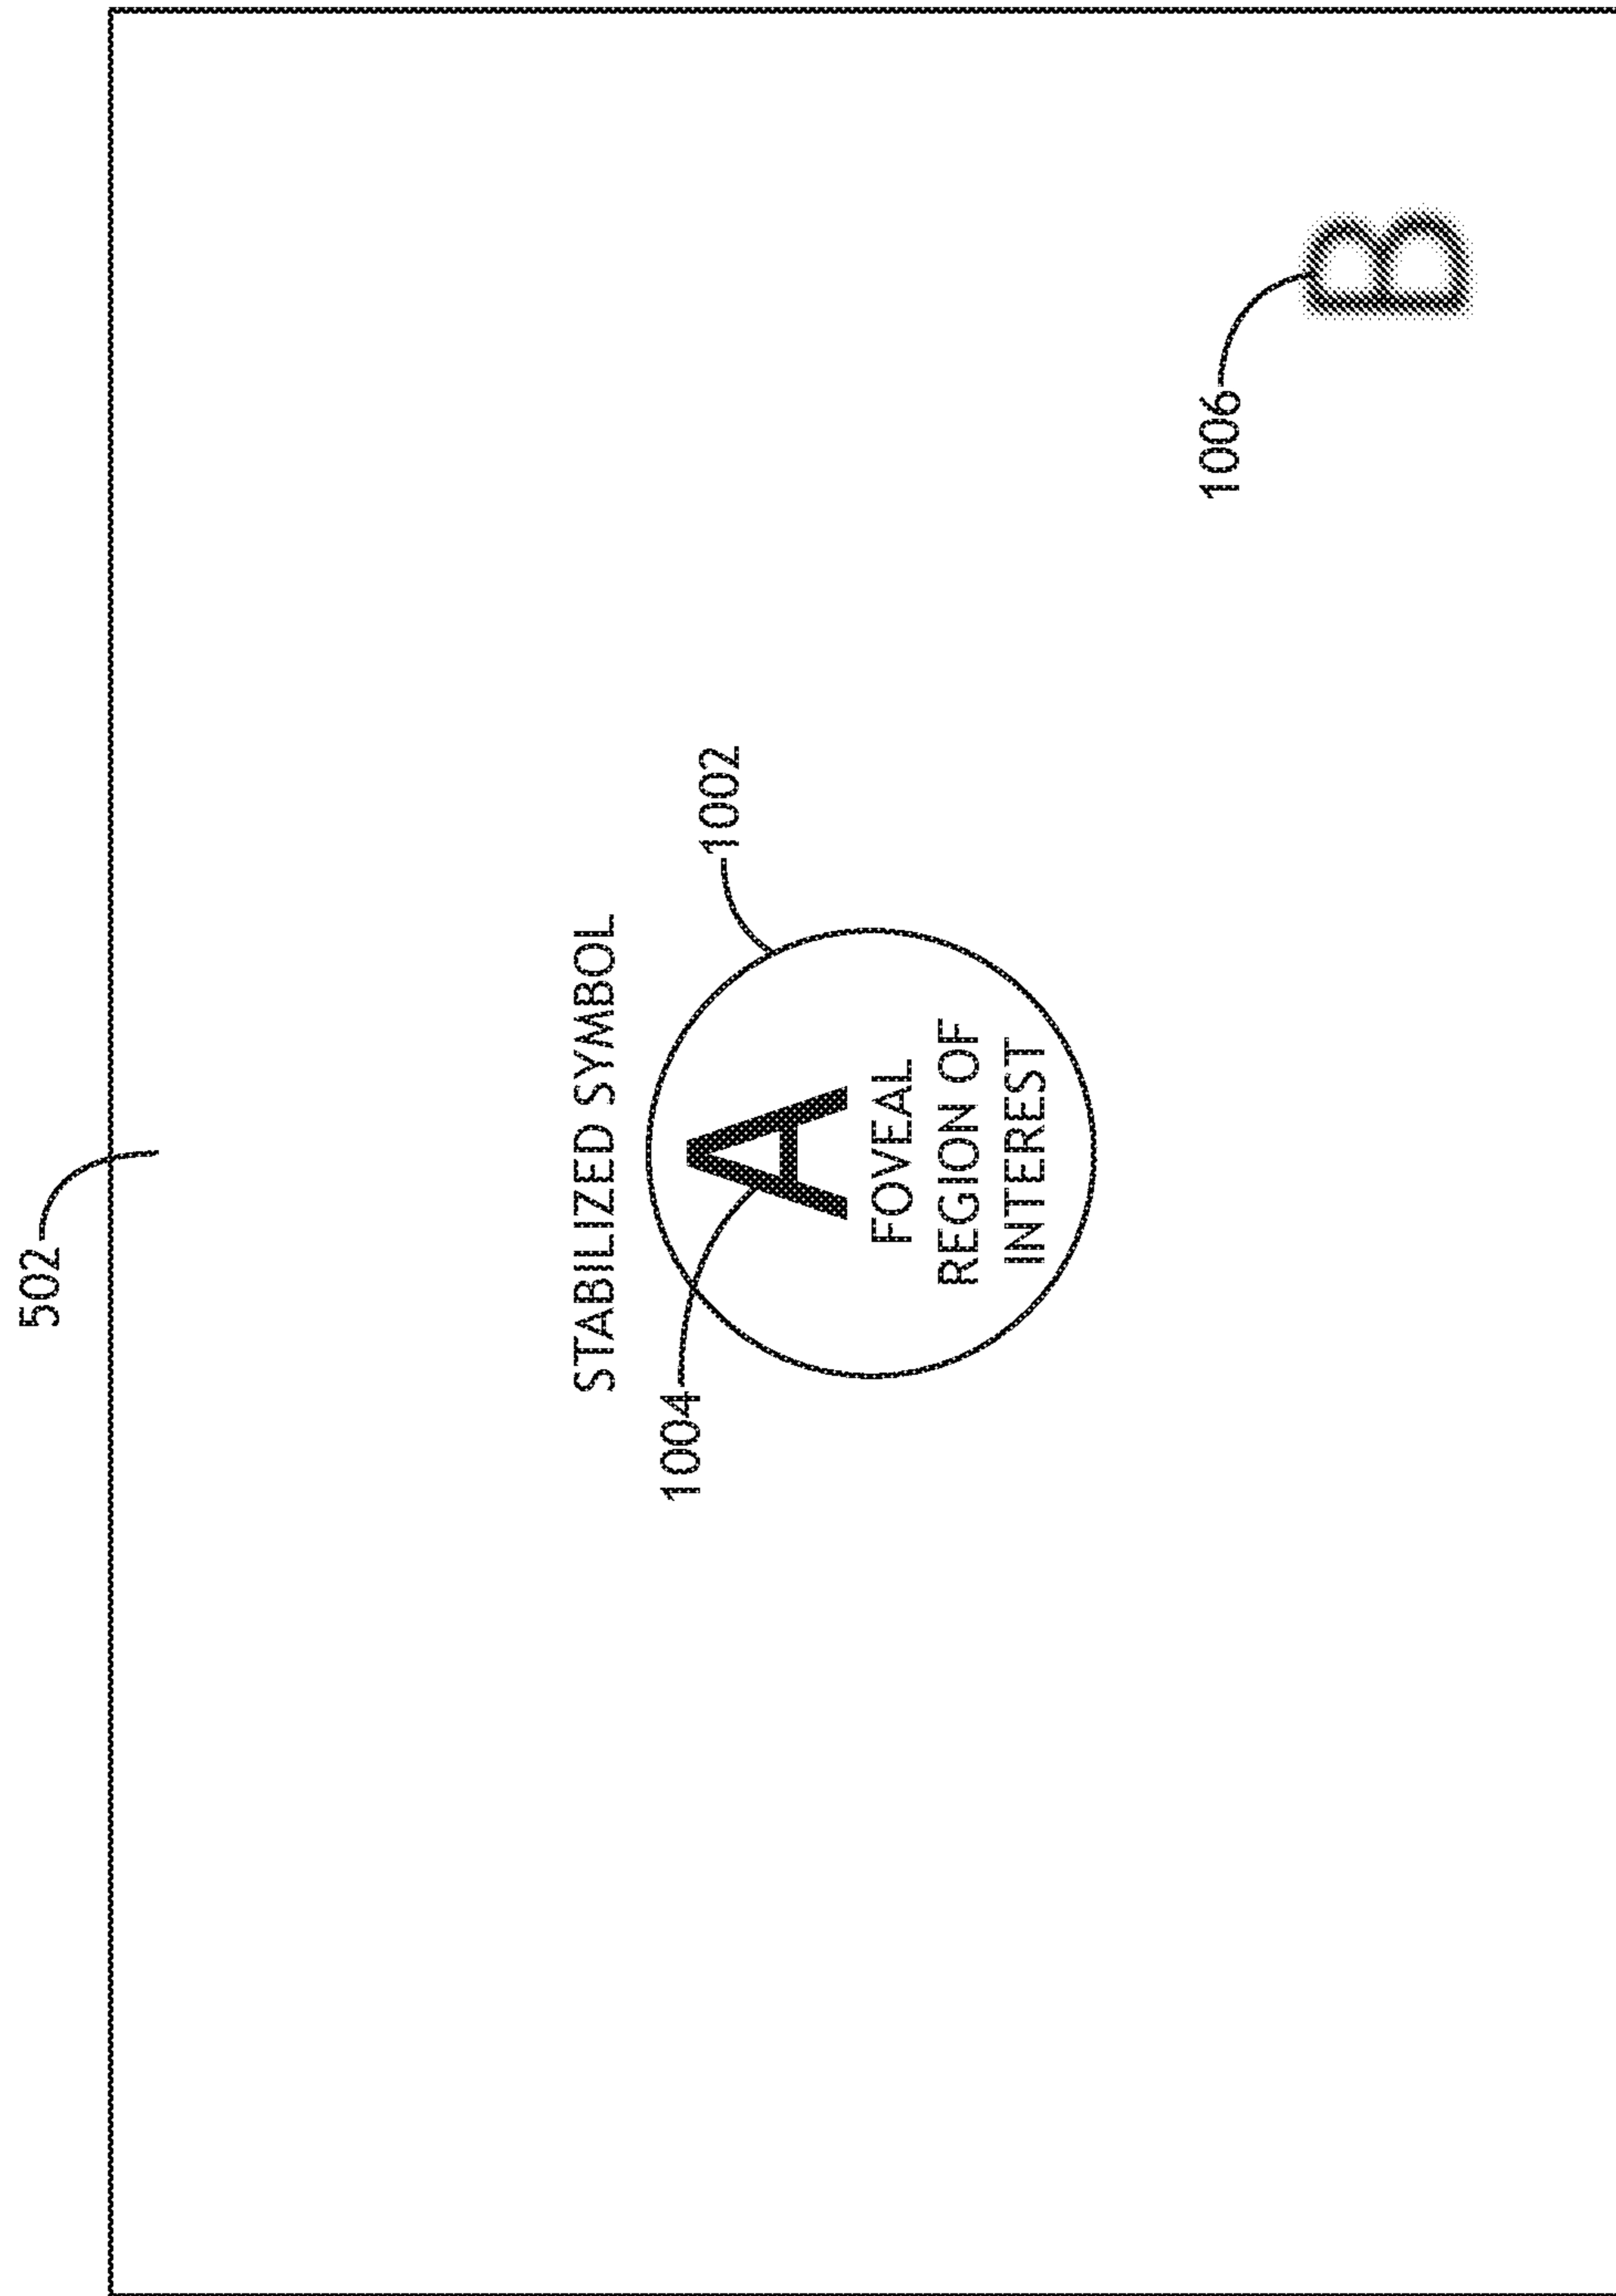 502
STABILIZED SYMBOL
1004
1002
A
FOVEAL
REGION OF
INTEREST
1006
B